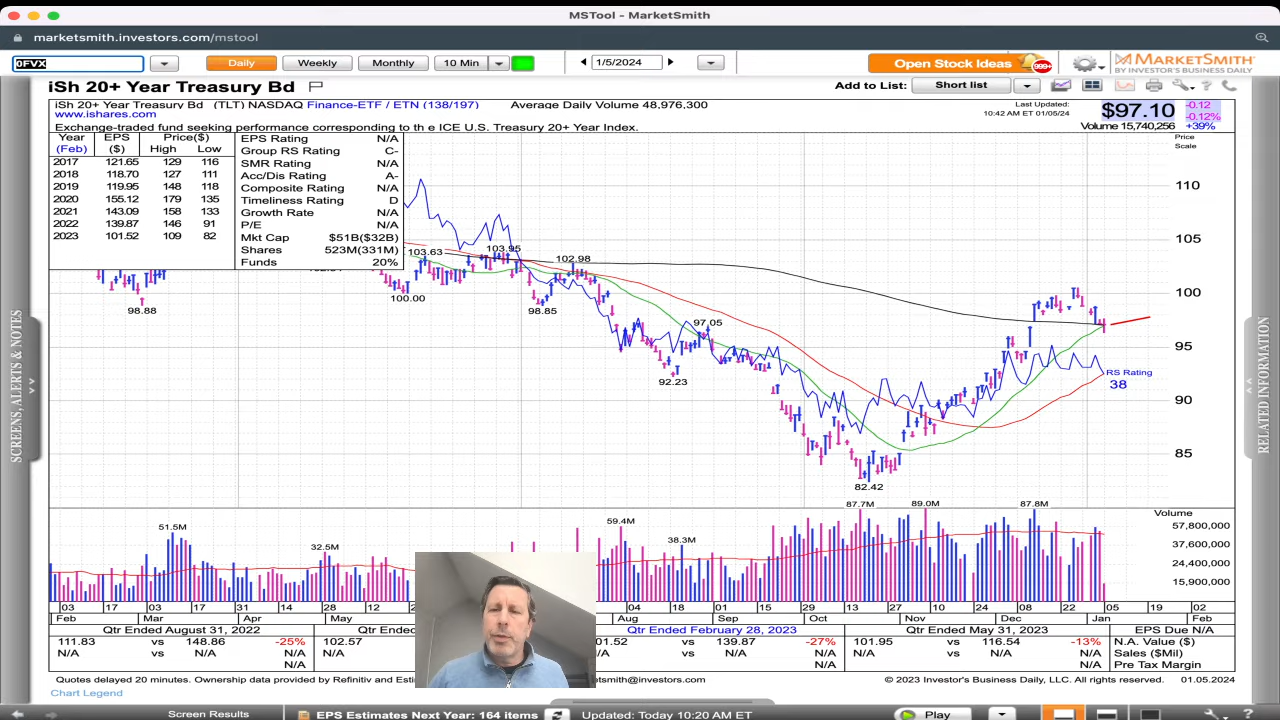 MSTool - MarketSmith
marketsmith.investors.com/mstool
0FVX Daily Weekly Monthly 10 Min 1/5/2024 Open Stock Ideas 999+ MarketSmith
BY INVESTOR'S BUSINESS DAILY
iSh 20+ Year Treasury Bd Add to List: Short list
iSh 20+ Year Treasury Bd (TLT) NASDAQ Finance-ETF / ETN (138/197) Average Daily Volume 48,976,300 Last Updated: $97.10 -0.12
www.ishares.com 10:42 AM ET 01/05/24 -0.12%
Exchange-traded fund seeking performance corresponding to th e ICE U.S. Treasury 20+ Year Index. Volume 15,740,256 +39%
Year EPS Price($)
(Feb) ($) High Low
2017 121.65 129 116
2018 118.70 127 111
2019 119.95 148 118
2020 155.12 179 135
2021 143.09 158 133
2022 139.87 146 91
2023 101.52 109 82
EPS Rating N/A
Group RS Rating C-
SMR Rating N/A
Acc/Dis Rating A-
Composite Rating N/A
Timeliness Rating D
Growth Rate N/A
P/E N/A
Mkt Cap $51B($32B)
Shares 523M(331M)
Funds 20%
Price
Scale
110
105
100
95
90
85
103.63
103.95
102.98
100.00
98.88
98.85
97.05
92.23
82.42
RS Rating
38
87.7M 89.0M 87.8M
51.5M 59.4M
32.5M 38.3M
Volume
57,800,000
37,600,000
24,400,000
15,900,000
03 17 03 17 31 14 28 12 04 18 01 15 29 13 27 10 24 08 22 05 19 02
Feb Mar Apr May Aug Sep Oct Nov Dec Jan
Qtr Ended August 31, 2022 Qtr Ended February 28, 2023 Qtr Ended May 31, 2023 EPS Due N/A
111.83 vs 148.86 -25% 102.57 139.87 -27% 101.95 vs 116.54 -13% N.A. Value ($)
N/A vs N/A N/A N/A N/A N/A N/A vs N/A N/A Sales ($Mil)
N/A N/A N/A Pre Tax Margin
Quotes delayed 20 minutes. Ownership data provided by Refinitiv and © 2023 Investor's Business Daily, LLC. All rights reserved. 01.05.2024
Chart Legend
SCREENS, ALERTS & NOTES
RELATED INFORMATION
Screen Results EPS Estimates Next Year: 164 items Updated: Today 10:20 AM ET Play